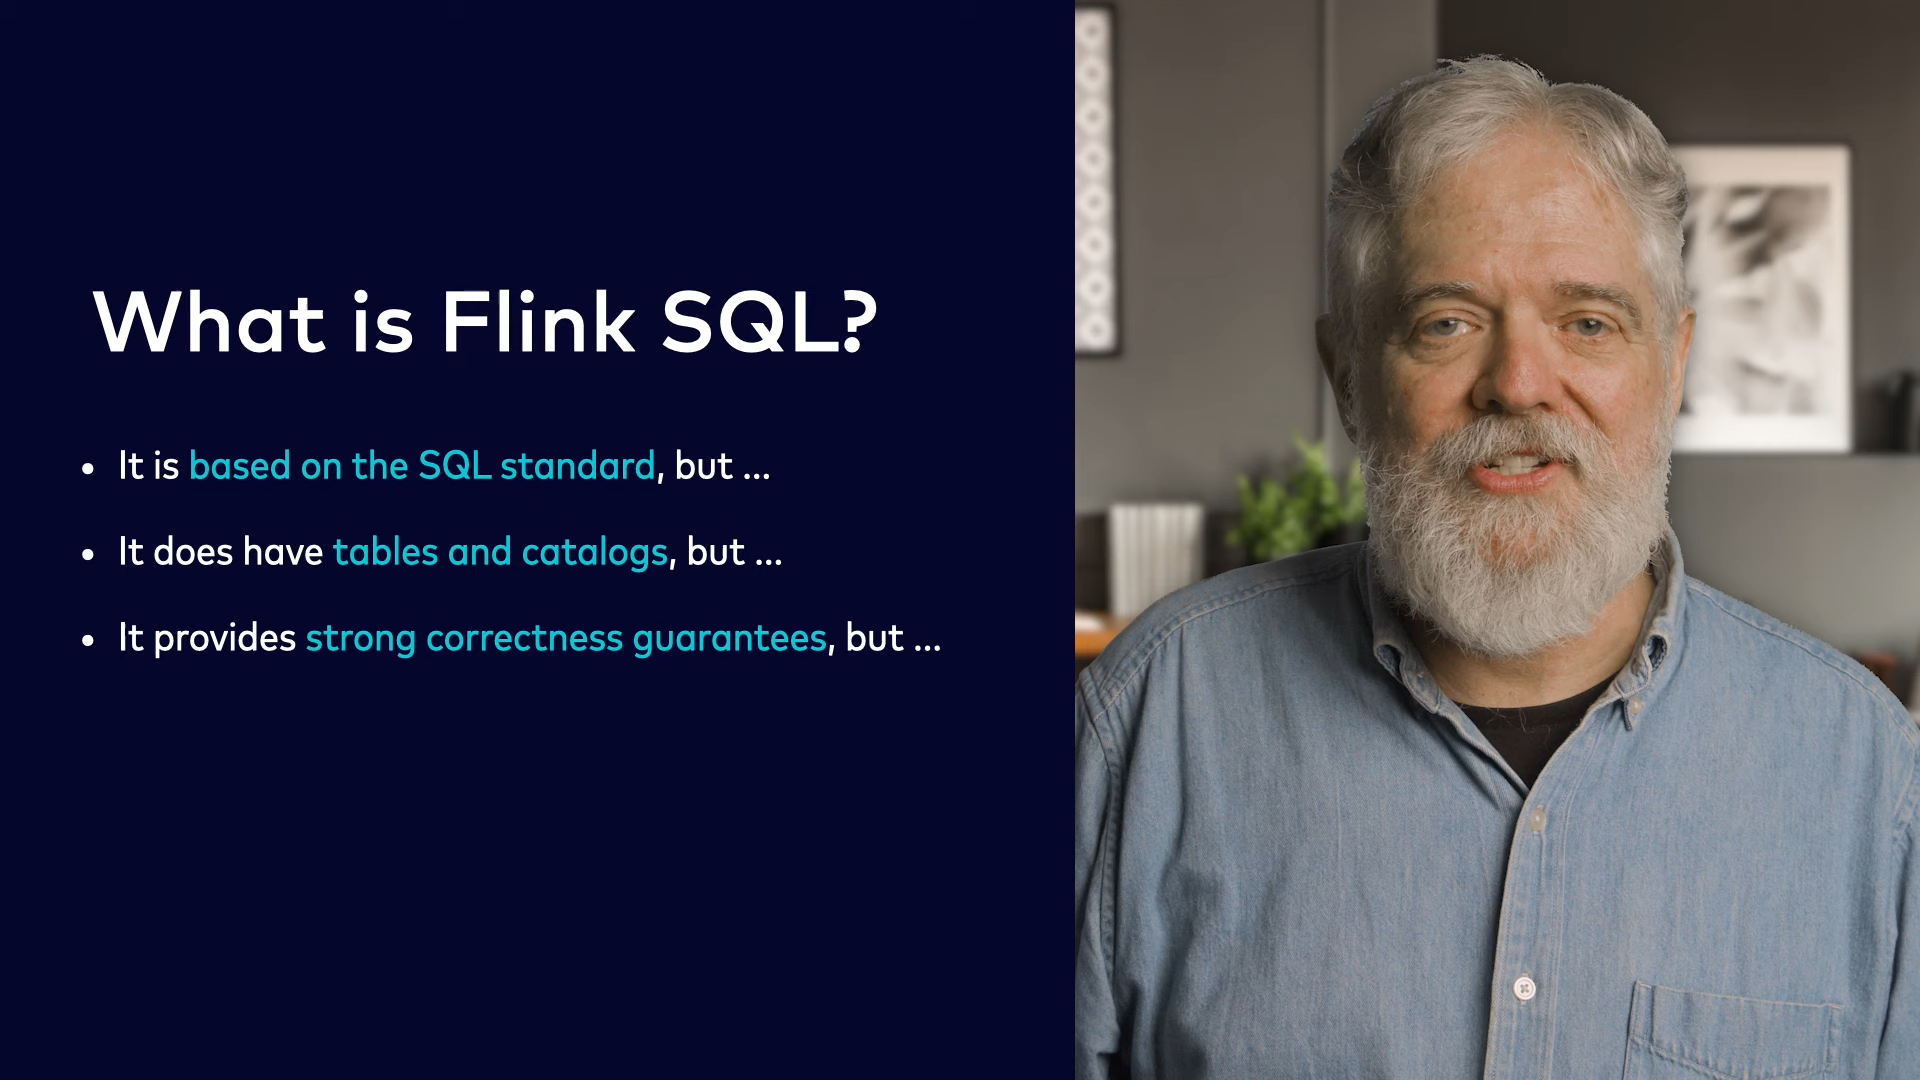 What is Flink SQL?
• It is based on the SQL standard, but ...
• It does have tables and catalogs, but ...
• It provides strong correctness guarantees, but ...